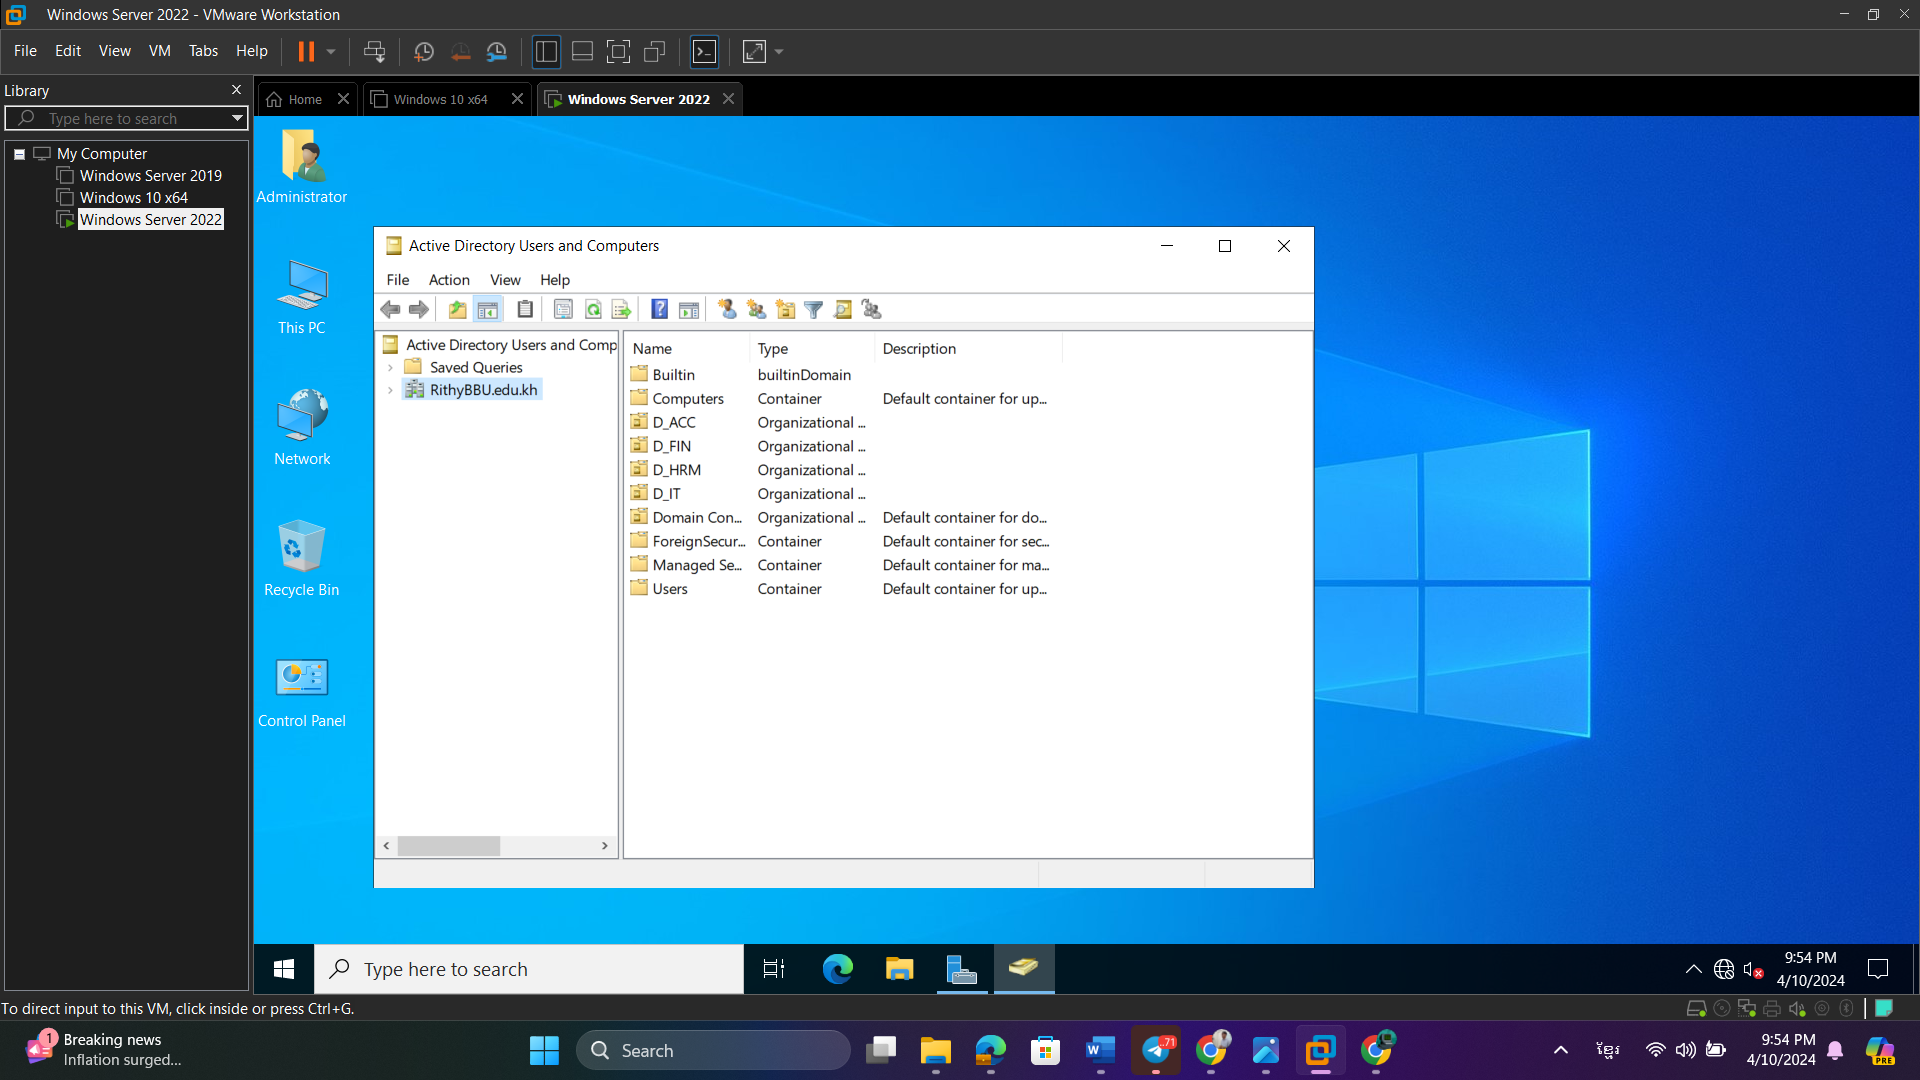 Windows Server 2022 - VMware Workstation
File Edit View VM Tabs Help
Library
Home
Windows 10 x64
Windows Server 2022
Type here to search
My Computer
Windows Server 2019
Windows 10 x64
Windows Server 2022
Administrator
This PC
Network
Recycle Bin
Control Panel
Active Directory Users and Computers
File Action View Help
Active Directory Users and Comp
Saved Queries
RithyBBU.edu.kh
Name Type Description
Builtin builtinDomain
Computers Container Default container for up...
D_ACC Organizational ...
D_FIN Organizational ...
D_HRM Organizational ...
D_IT Organizational ...
Domain Con... Organizational ... Default container for do...
ForeignSecur... Container Default container for sec...
Managed Se... Container Default container for ma...
Users Container Default container for up...
Type here to search
9:54 PM
4/10/2024
To direct input to this VM, click inside or press Ctrl+G.
1
Breaking news
Inflation surged...
Search
71
ខ្មែរ
9:54 PM
4/10/2024
PRE